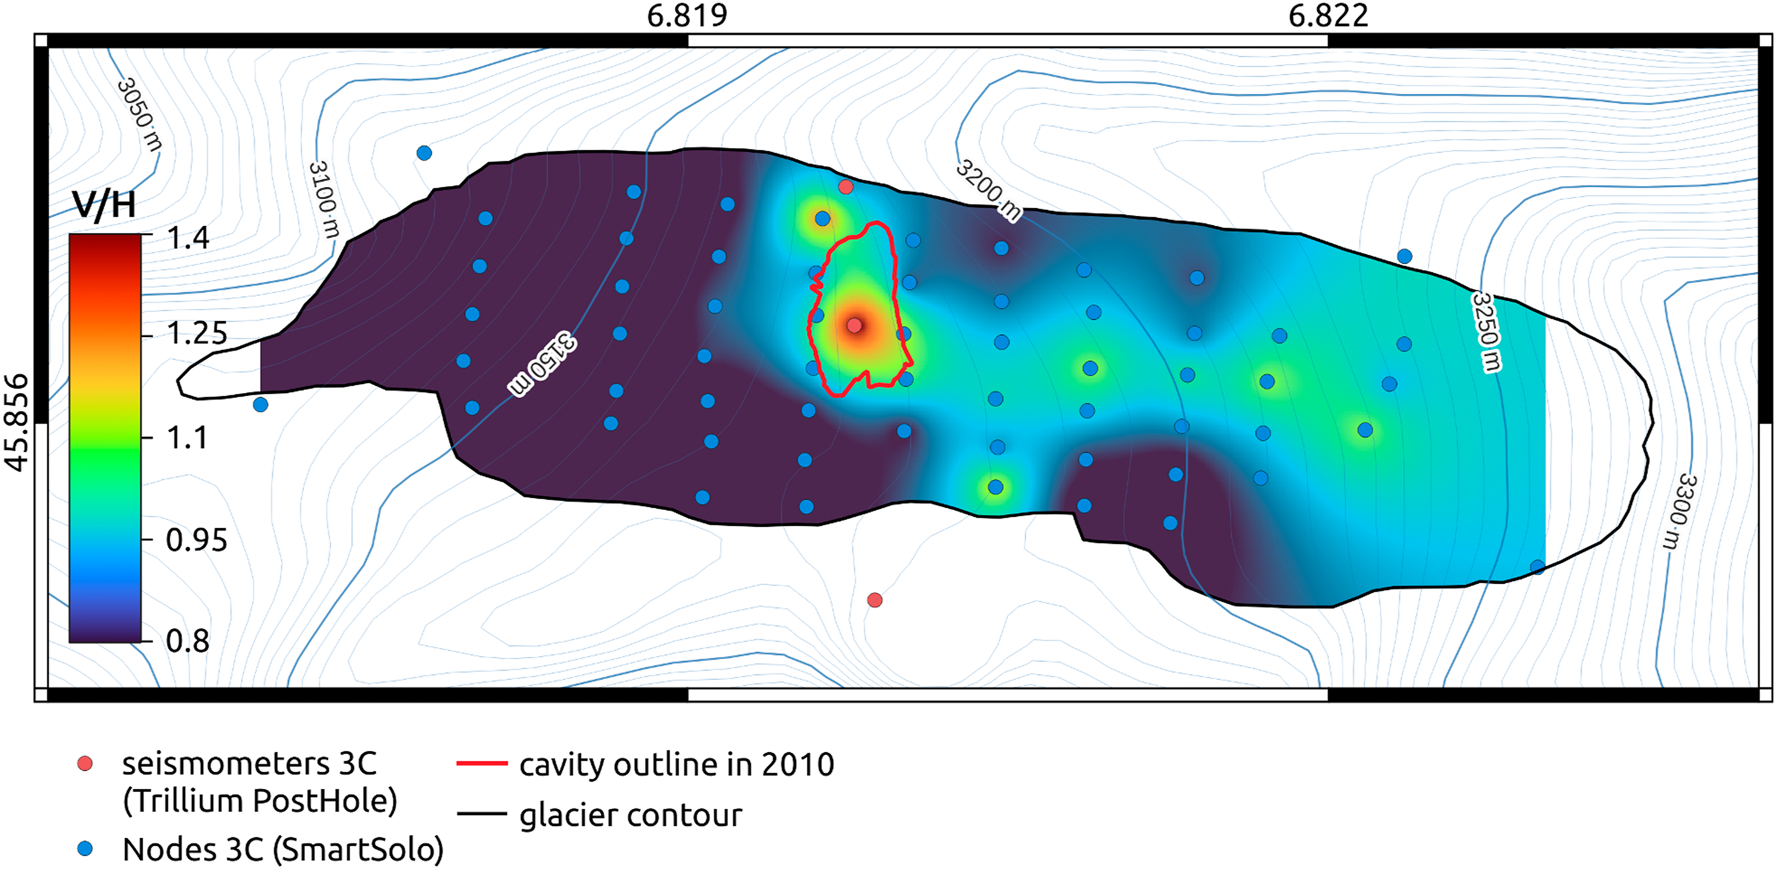 6.819
6.822
3050 m
3100 m
3200 m
V/H
1.4
1.25
3250 m
3150 m
45.856
1.1
0.95
3300 m
0.8
seismometers 3C
(Trillium PostHole)
Nodes 3C (SmartSolo)
cavity outline in 2010
glacier contour